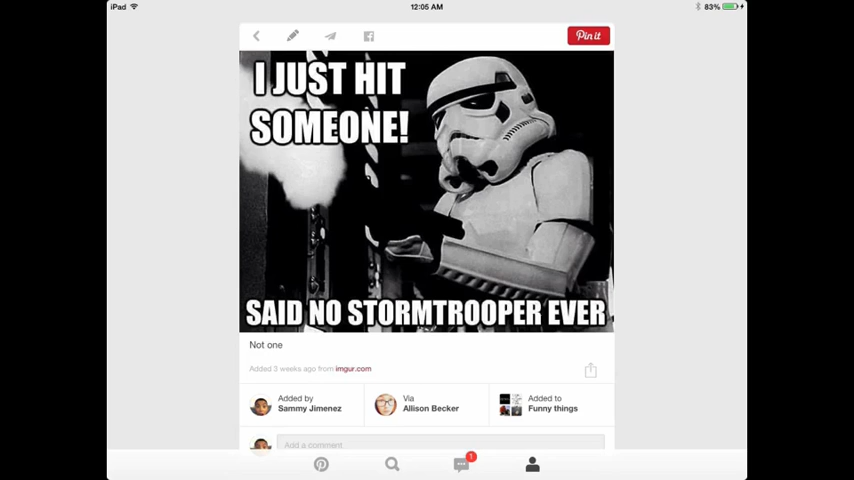 iPad 12:05 AM 83%
Pin it
I JUST HIT
SOMEONE!
SAID NO STORMTROOPER EVER
Not one
Added 3 weeks ago from imgur.com
Added by
Sammy Jimenez
Via
Allison Becker
Added to
Funny things
Add a comment
1